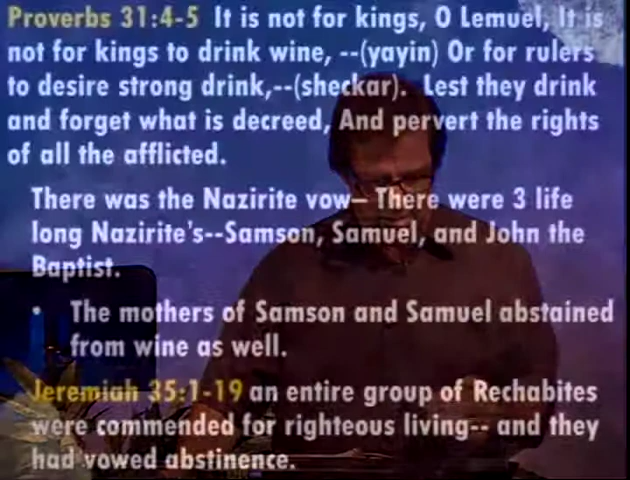 Proverbs 31:4-5 It is not for kings, O Lemuel, It is
not for kings to drink wine, --(yayin) Or for rulers
to desire strong drink,--(sheckar). Lest they drink
and forget what is decreed, And pervert the rights
of all the afflicted.
There was the Nazirite vow– There were 3 life
long Nazirite's--Samson, Samuel, and John the
Baptist.
• The mothers of Samson and Samuel abstained
from wine as well.
Jeremiah 35:1-19 an entire group of Rechabites
were commended for righteous living-- and they
had vowed abstinence.